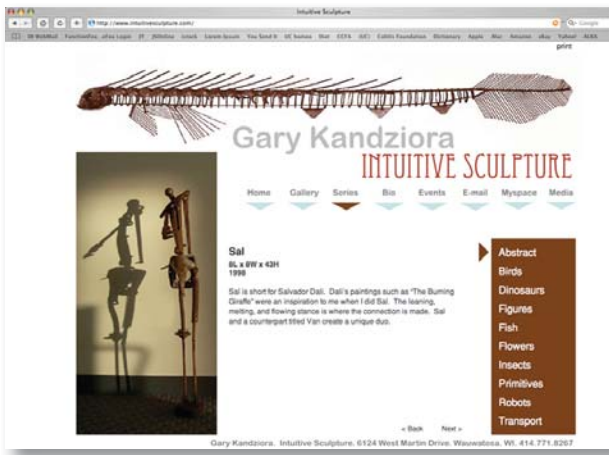 Intuitive Sculpture
http://www.intuitivesculpture.com/
Google
print
Gary Kandziora
INTUITIVE SCULPTURE
Home Gallery Series Bio Events E-mail Myspace Media
Sal
8L x 8W x 43H
1998
Sal is short for Salvador Dali. Dali's paintings such as "The Burning
Giraffe" were an inspiration to me when I did Sal. The leaning,
melting, and flowing stance is where the connection is made. Sal
and a counterpart titled Van create a unique duo.
Abstract
Birds
Dinosaurs
Figures
Fish
Flowers
Insects
Primitives
Robots
Transport
« Back Next »
Gary Kandziora. Intuitive Sculpture. 6124 West Martin Drive. Wauwatosa. WI. 414.771.8267